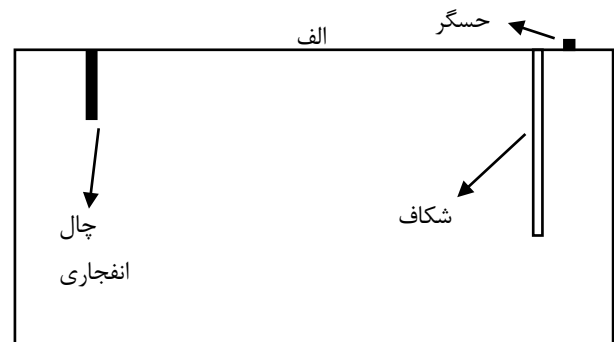 حسگر
الف
شکاف
چال
انفجاری